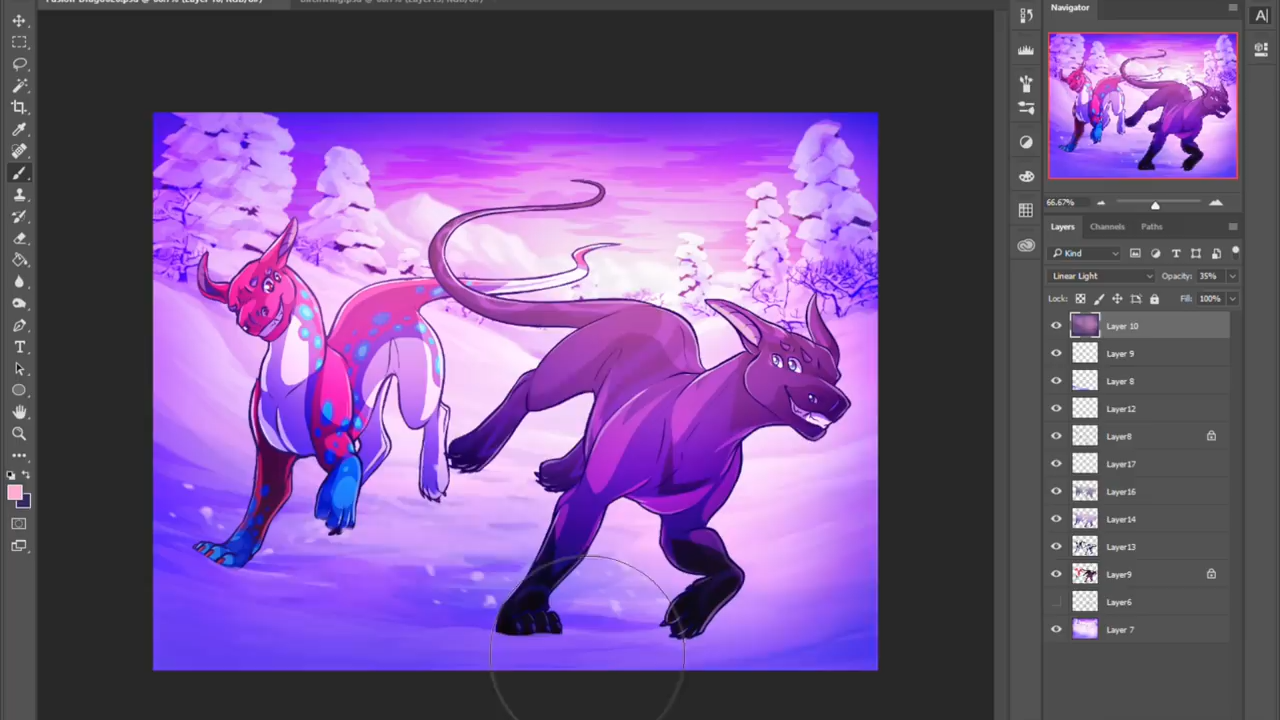 Navigator
66.67%
Layers Channels Paths
Kind
Linear Light Opacity: 35%
Lock: Fill: 100%
Layer 10
Layer 9
Layer 8
Layer12
Layer8
Layer17
Layer16
Layer14
Layer13
Layer9
Layer6
Layer 7